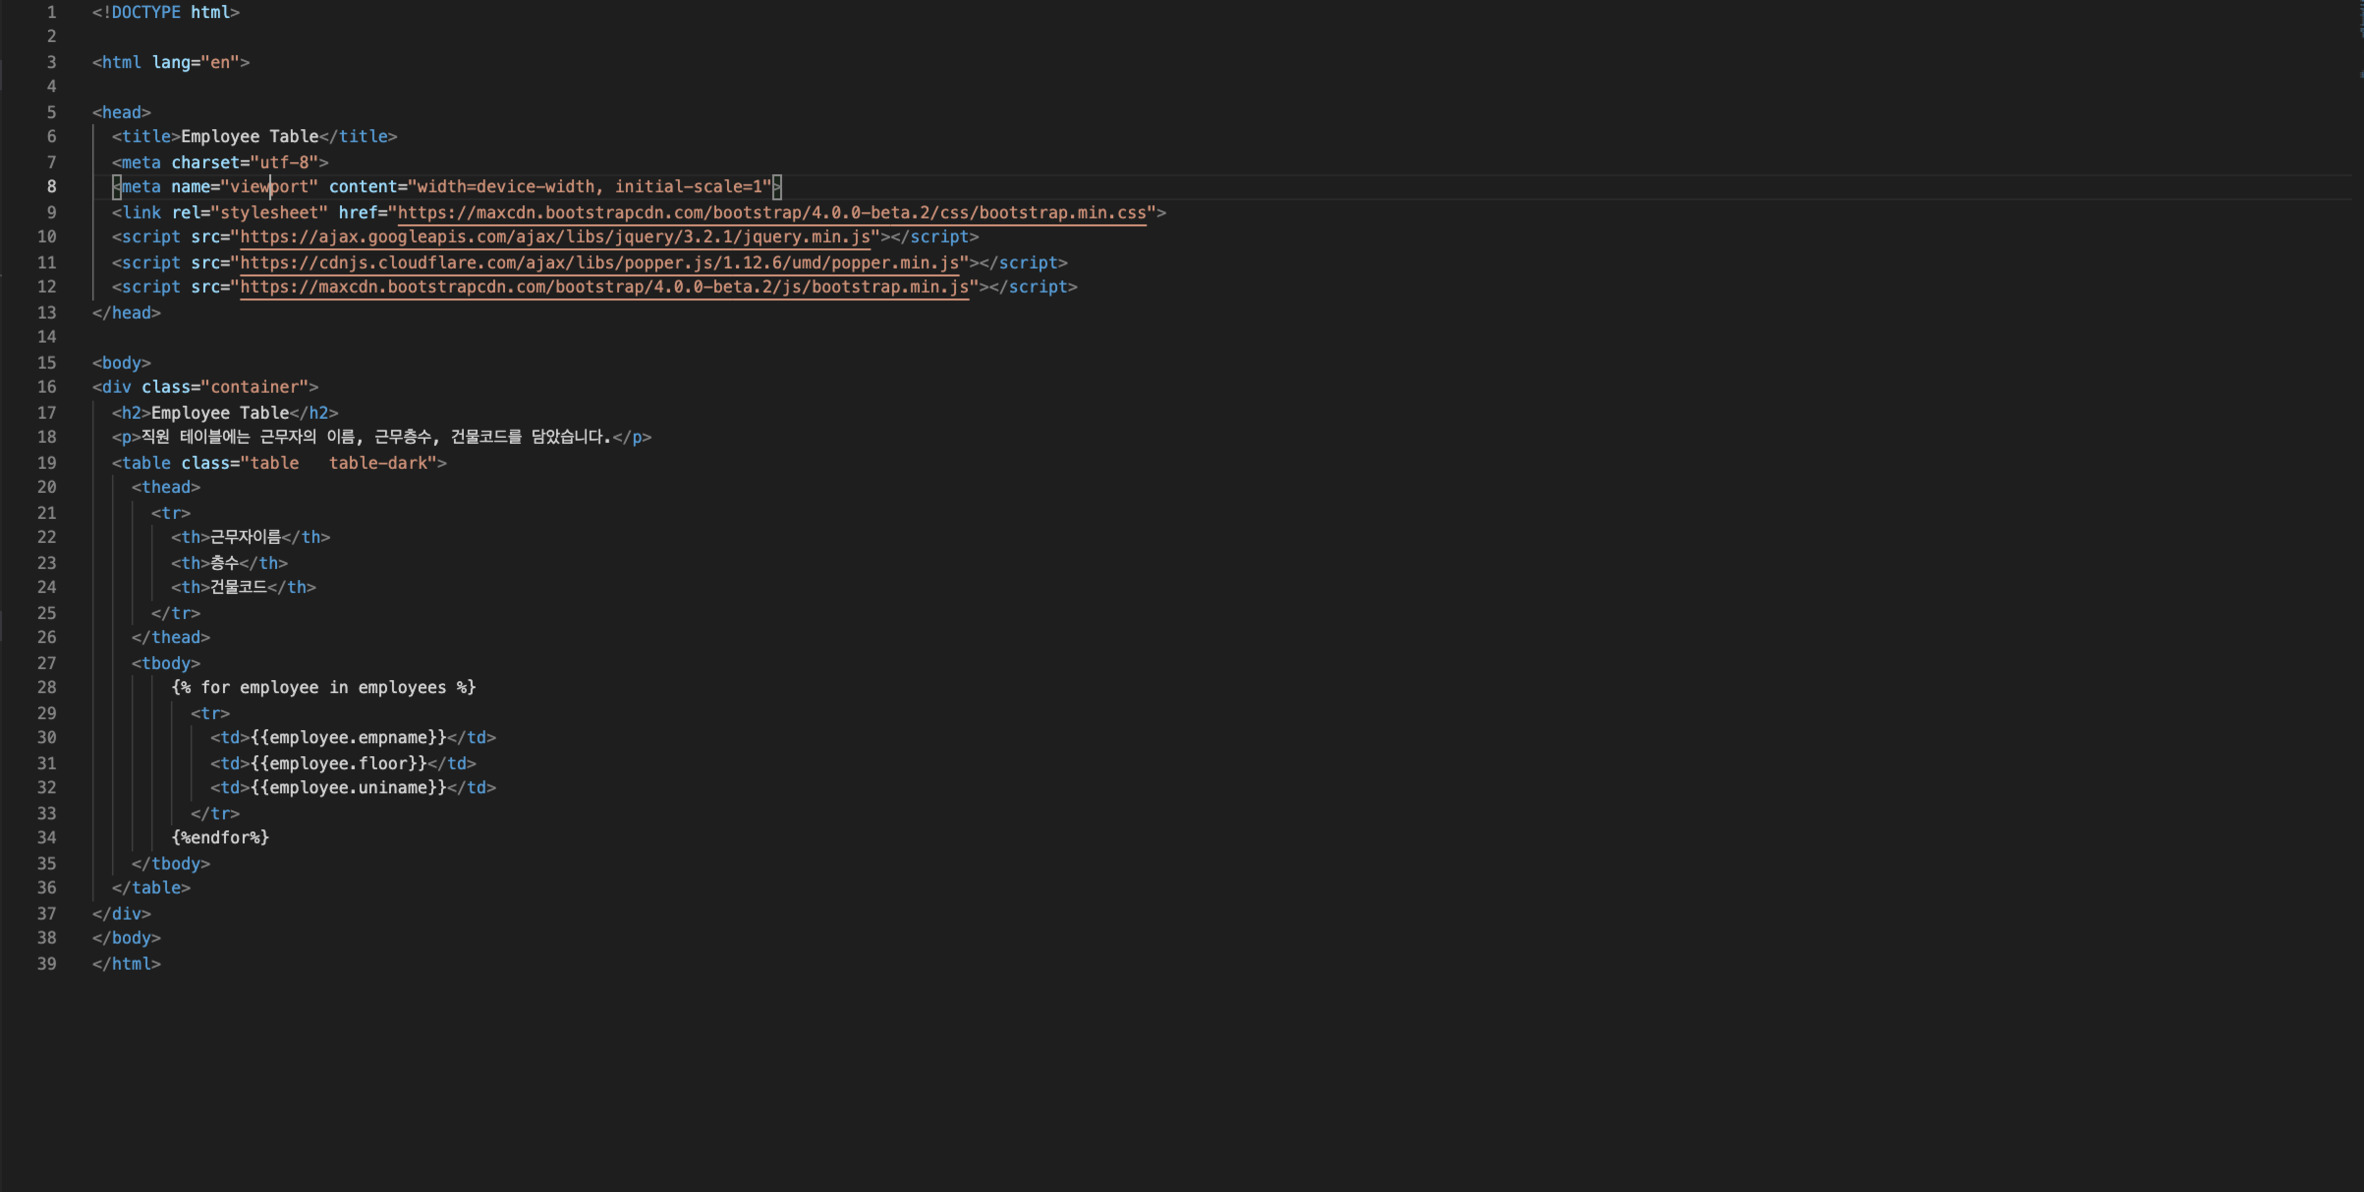 1 <!DOCTYPE html>
2
3 <html lang="en">
4
5 <head>
6 <title>Employee Table</title>
7 <meta charset="utf-8">
8 <meta name="viewport" content="width=device-width, initial-scale=1">
9 <link rel="stylesheet" href="https://maxcdn.bootstrapcdn.com/bootstrap/4.0.0-beta.2/css/bootstrap.min.css">
10 <script src="https://ajax.googleapis.com/ajax/libs/jquery/3.2.1/jquery.min.js"></script>
11 <script src="https://cdnjs.cloudflare.com/ajax/libs/popper.js/1.12.6/umd/popper.min.js"></script>
12 <script src="https://maxcdn.bootstrapcdn.com/bootstrap/4.0.0-beta.2/js/bootstrap.min.js"></script>
13 </head>
14
15 <body>
16 <div class="container">
17 <h2>Employee Table</h2>
18 <p>직원 테이블에는 근무자의 이름, 근무층수, 건물코드를 담았습니다.</p>
19 <table class="table   table-dark">
20 <thead>
21 <tr>
22 <th>근무자이름</th>
23 <th>층수</th>
24 <th>건물코드</th>
25 </tr>
26 </thead>
27 <tbody>
28 {% for employee in employees %}
29 <tr>
30 <td>{{employee.empname}}</td>
31 <td>{{employee.floor}}</td>
32 <td>{{employee.uniname}}</td>
33 </tr>
34 {%endfor%}
35 </tbody>
36 </table>
37 </div>
38 </body>
39 </html>